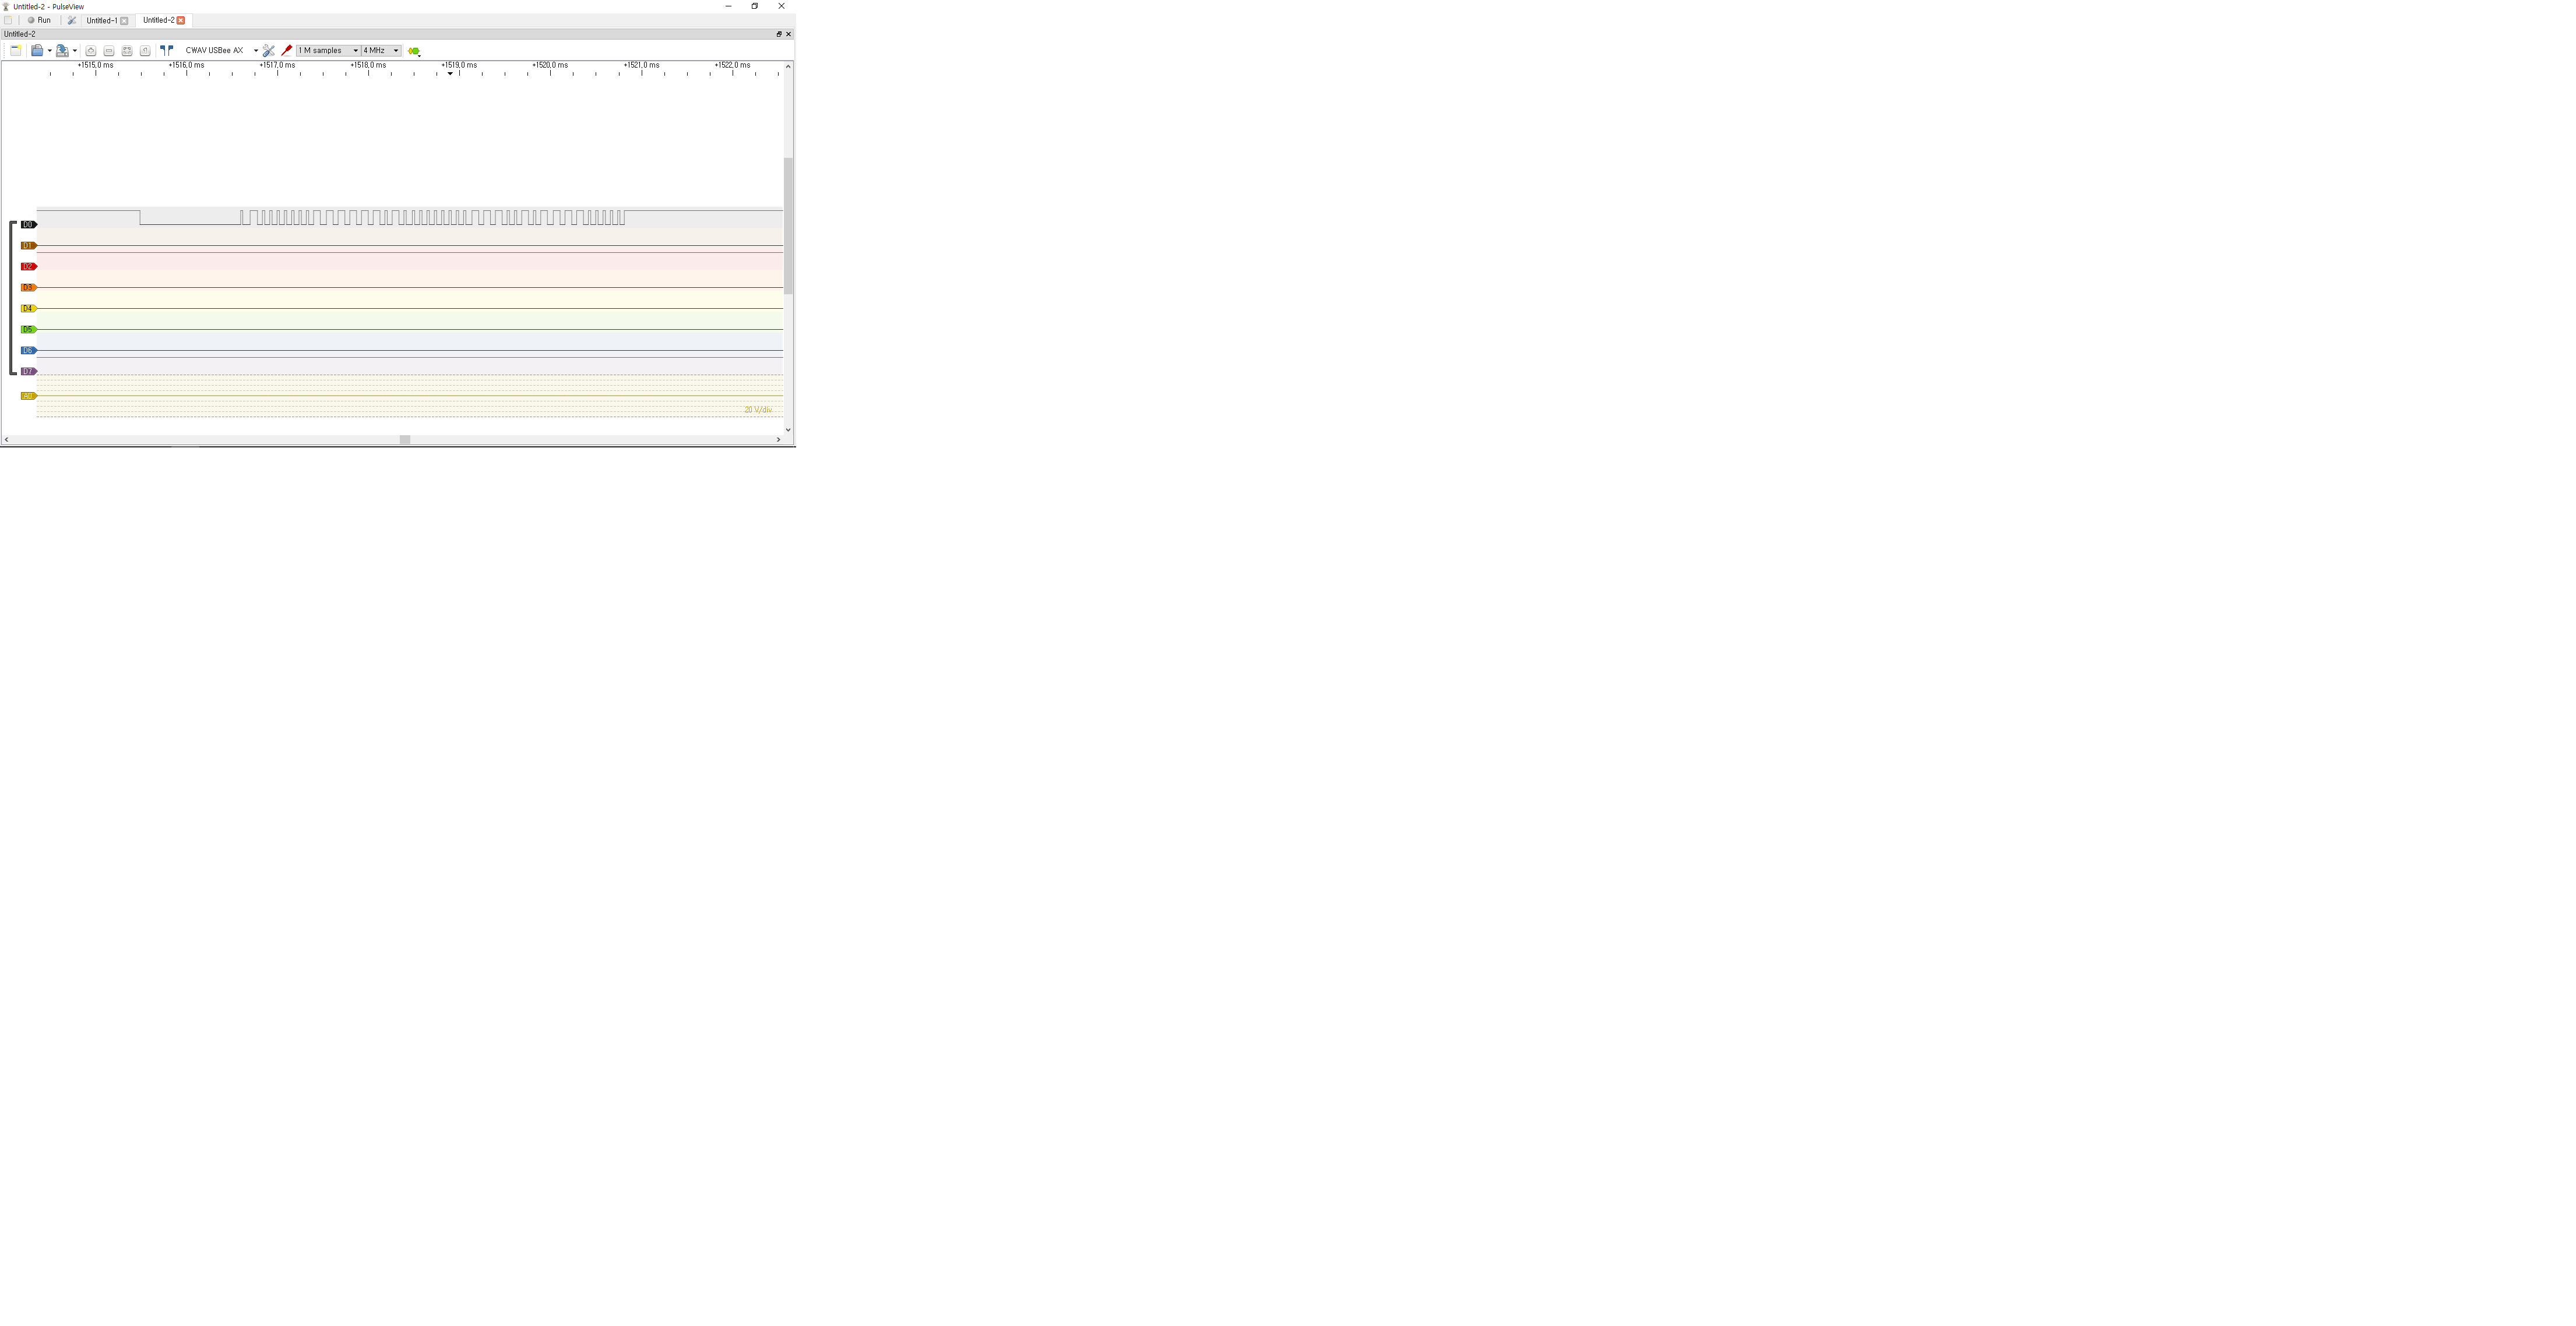 Untitled-2 - PulseView
Run
Untitled-1
Untitled-2
Untitled-2
CWAV USBee AX
1 M samples
4 MHz
+1515.0 ms +1516.0 ms +1517.0 ms +1518.0 ms +1519.0 ms +1520.0 ms +1521.0 ms +1522.0 ms
D0
D1
D2
D3
D4
D5
D6
D7
A0
20 V/div